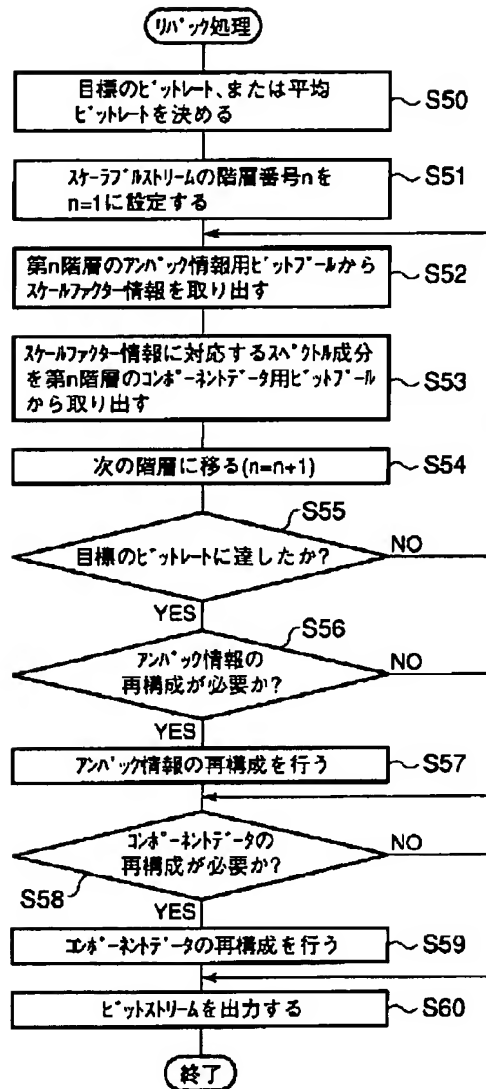 リパック処理
目標のビットレート、または平均
ビットレートを決める
S50
スケーラブルストリームの階層番号nを
n=1に設定する
S51
第n階層のアンパック情報用ビットプールから
スケールファクター情報を取り出す
S52
スケールファクター情報に対応するスペクトル成分
を第n階層のコンポーネントデータ用ビットプール
から取り出す
S53
次の階層に移る(n=n+1)
S54
S55
目標のビットレートに達したか?
NO
YES
S56
アンパック情報の
再構成が必要か?
NO
YES
アンパック情報の再構成を行う
S57
コンポーネントデータの
再構成が必要か?
NO
S58
YES
コンポーネントデータの再構成を行う
S59
ビットストリームを出力する
S60
終了